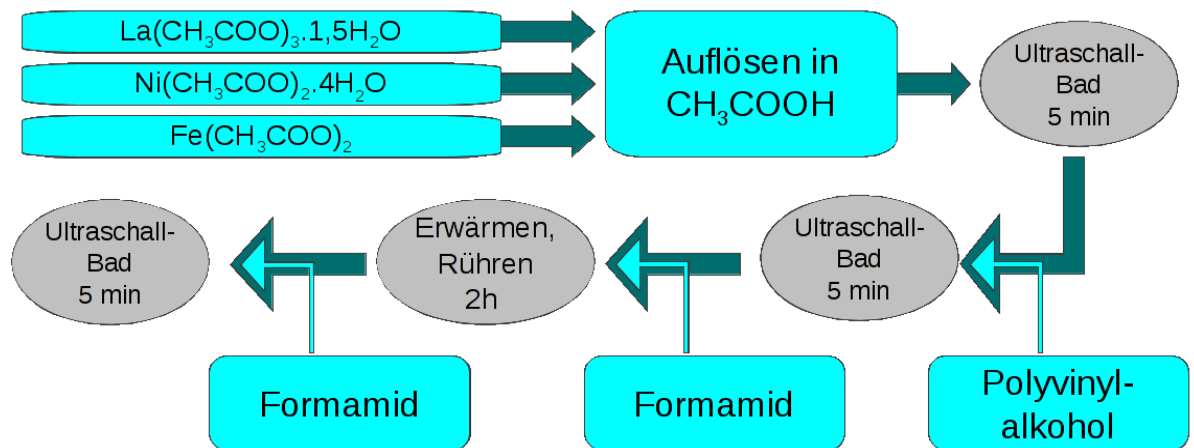 La(CH₃COO)₃.1,5H₂O
Ni(CH₃COO)₂.4H₂O
Fe(CH₃COO)₂
Auflösen in
CH₃COOH
Ultraschall-
Bad
5 min
Ultraschall-
Bad
5 min
Erwärmen,
Rühren
2h
Ultraschall-
Bad
5 min
Polyvinyl-
alkohol
Formamid
Formamid